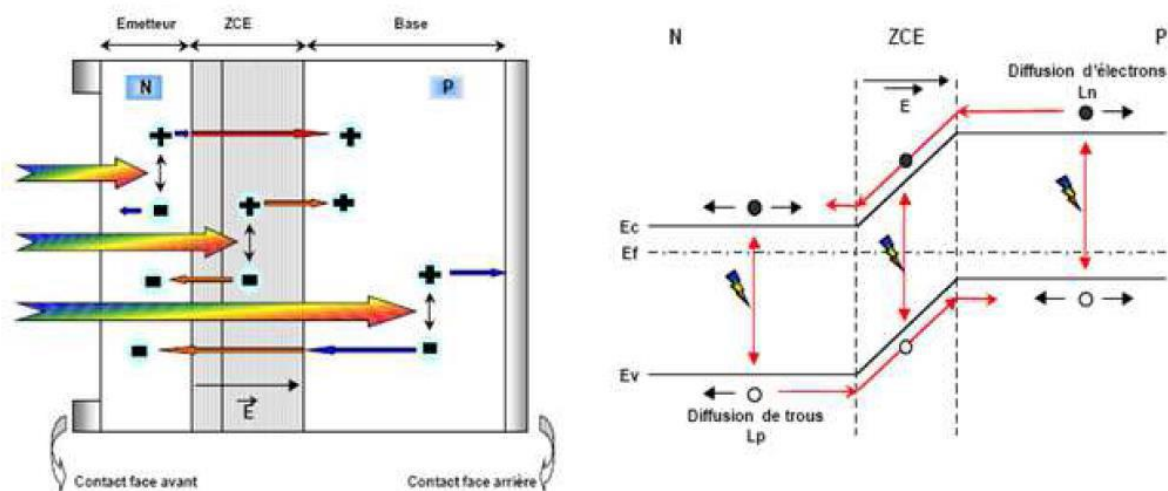 Emetteur ZCE Base
N P
E
Contact face avant Contact face arrière
N ZCE P
E
Diffusion d'électrons
Ln
Ec
Ef
Ev
Diffusion de trous
Lp